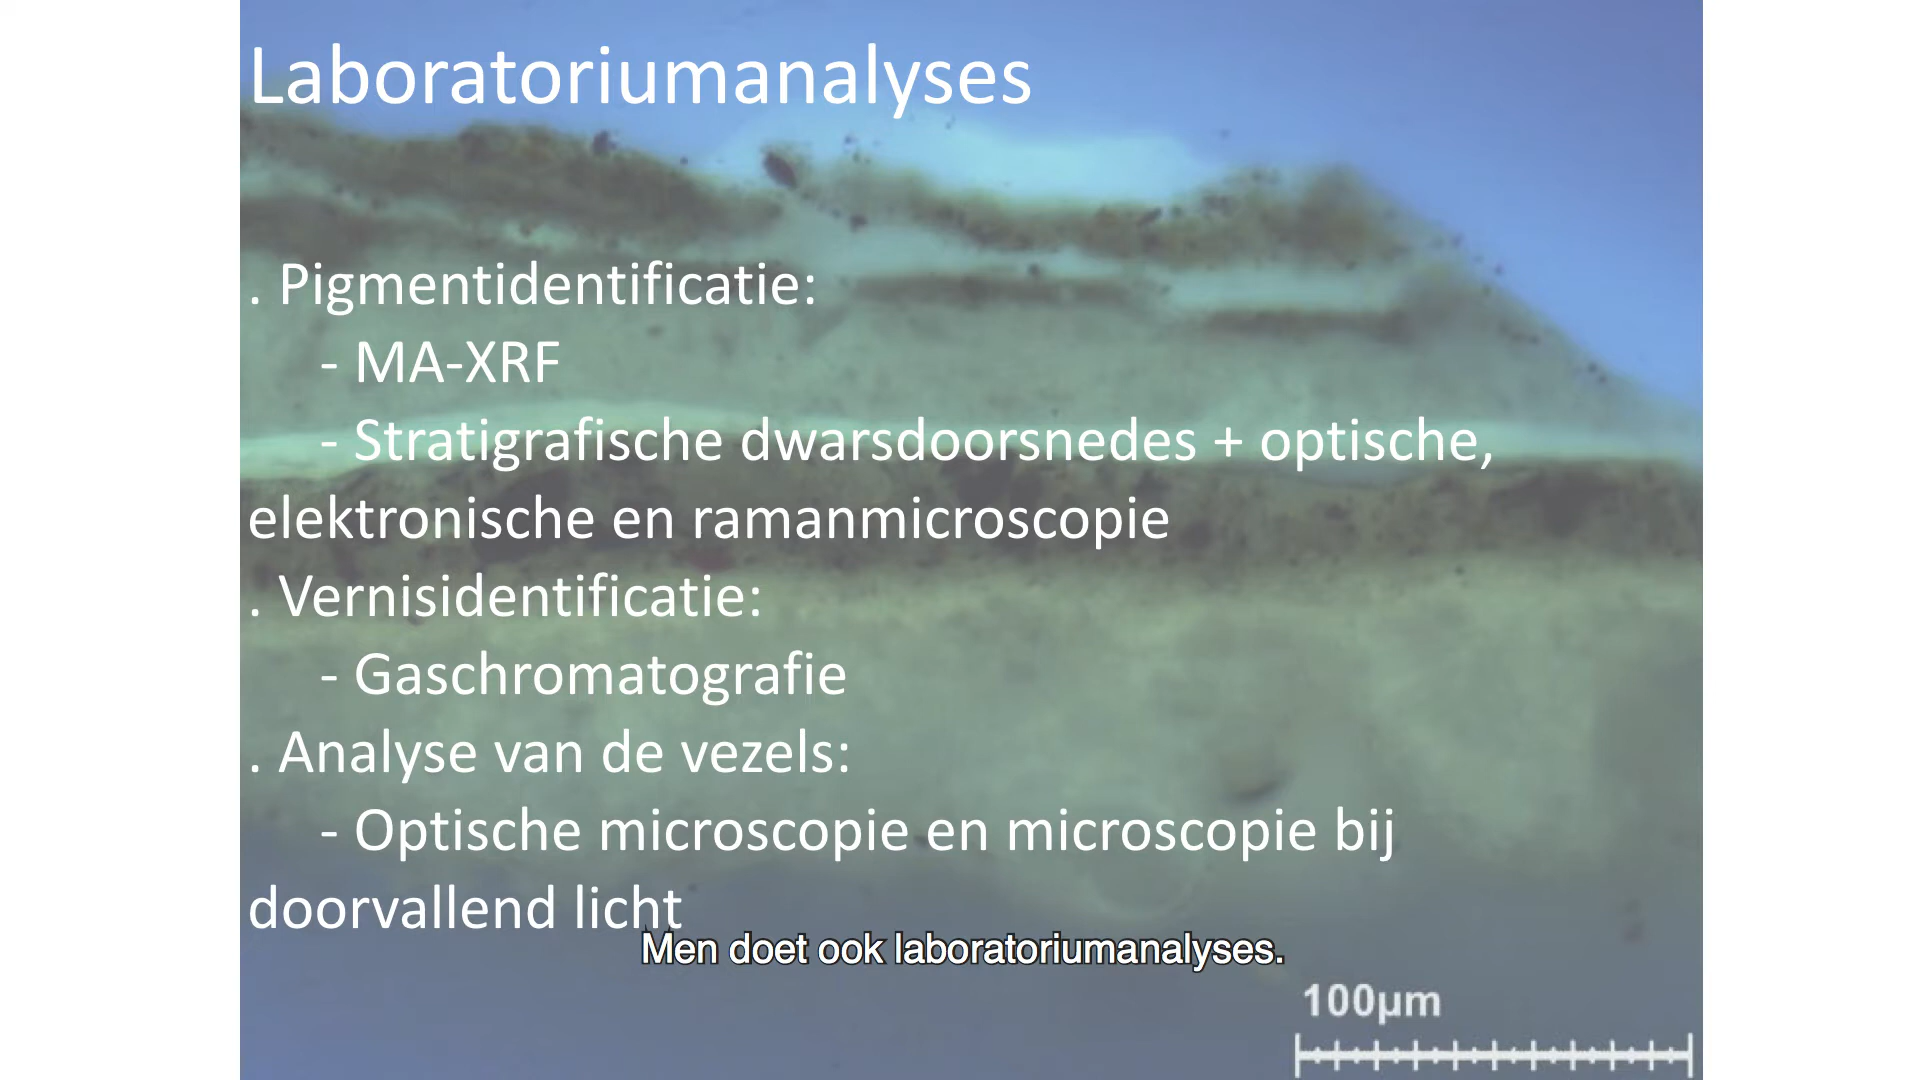 Laboratoriumanalyses
. Pigmentidentificatie:
- MA-XRF
- Stratigrafische dwarsdoorsnedes + optische,
elektronische en ramanmicroscopie
. Vernisidentificatie:
- Gaschromatografie
. Analyse van de vezels:
- Optische microscopie en microscopie bij
doorvallend licht
Men doet ook laboratoriumanalyses.
100µm